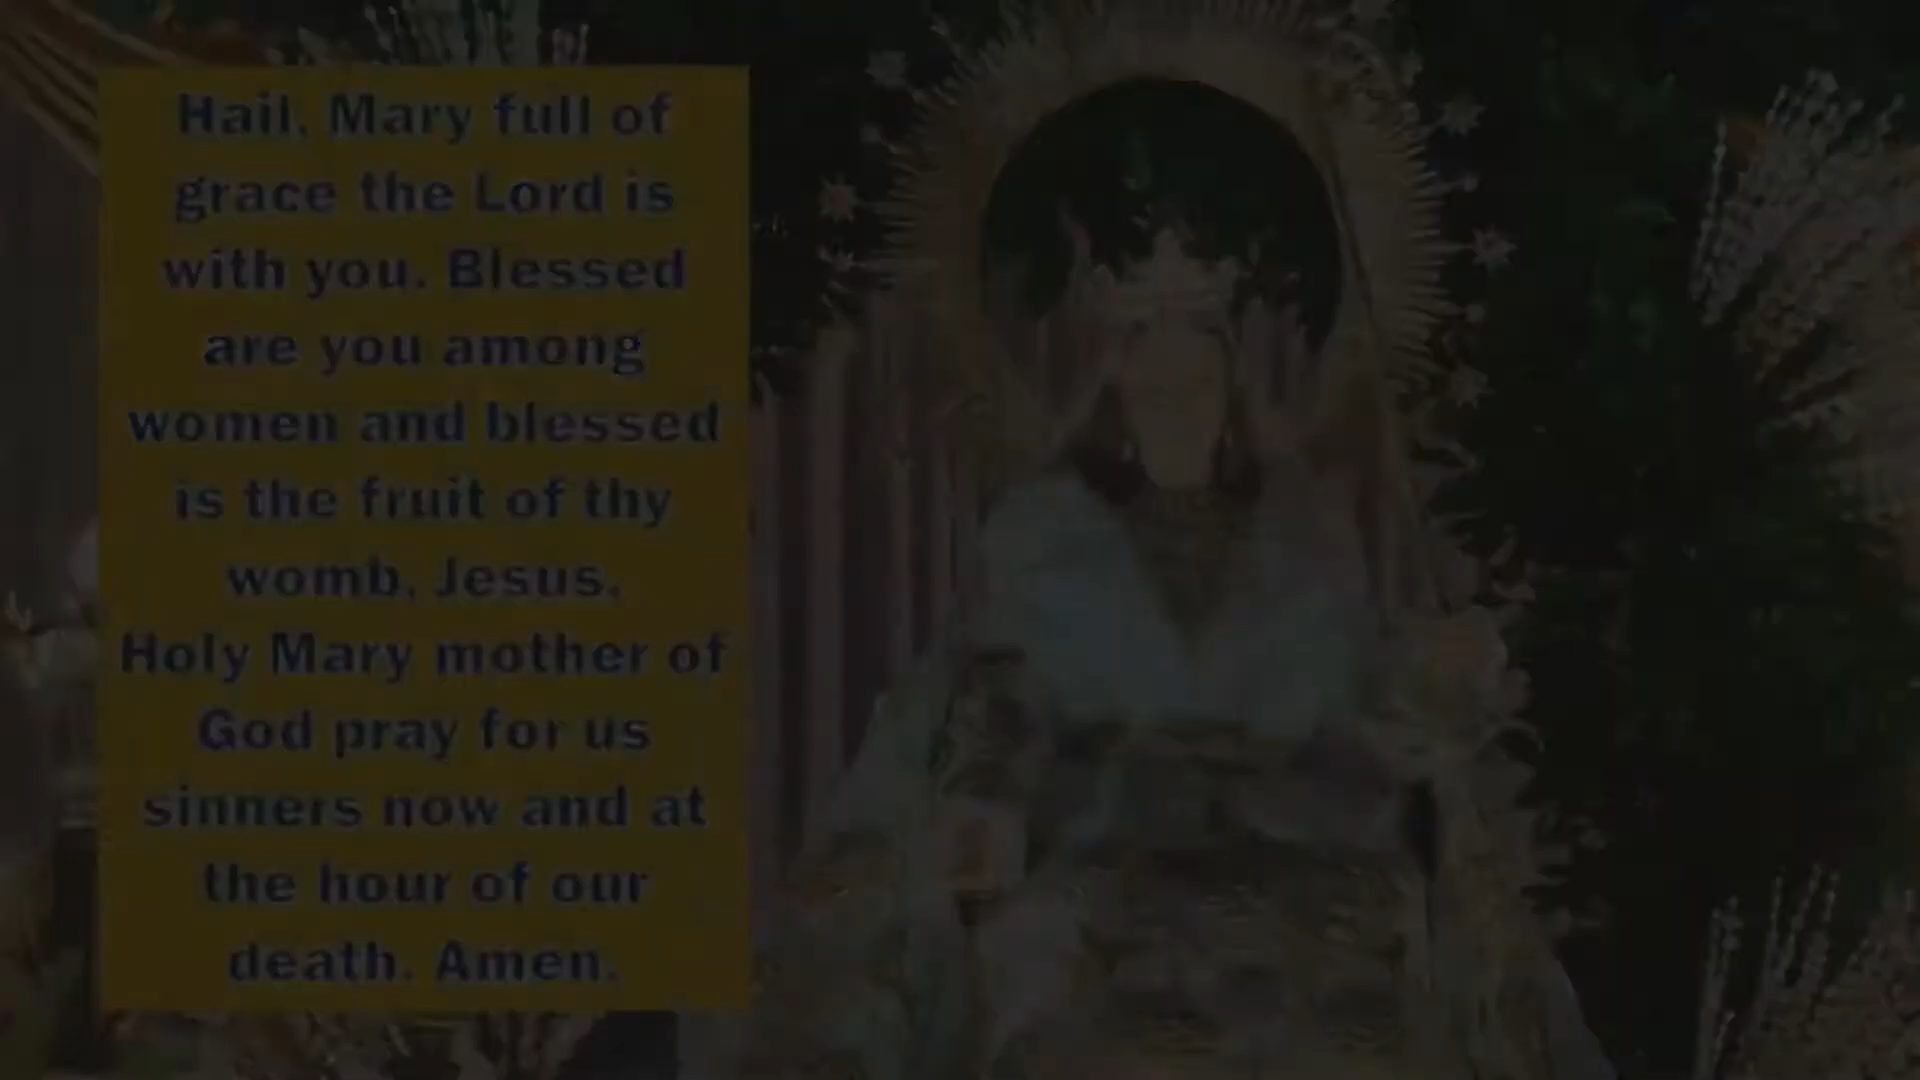 Hail, Mary full of
grace the Lord is
with you. Blessed
are you among
women and blessed
is the fruit of thy
womb, Jesus.
Holy Mary mother of
God pray for us
sinners now and at
the hour of our
death. Amen.